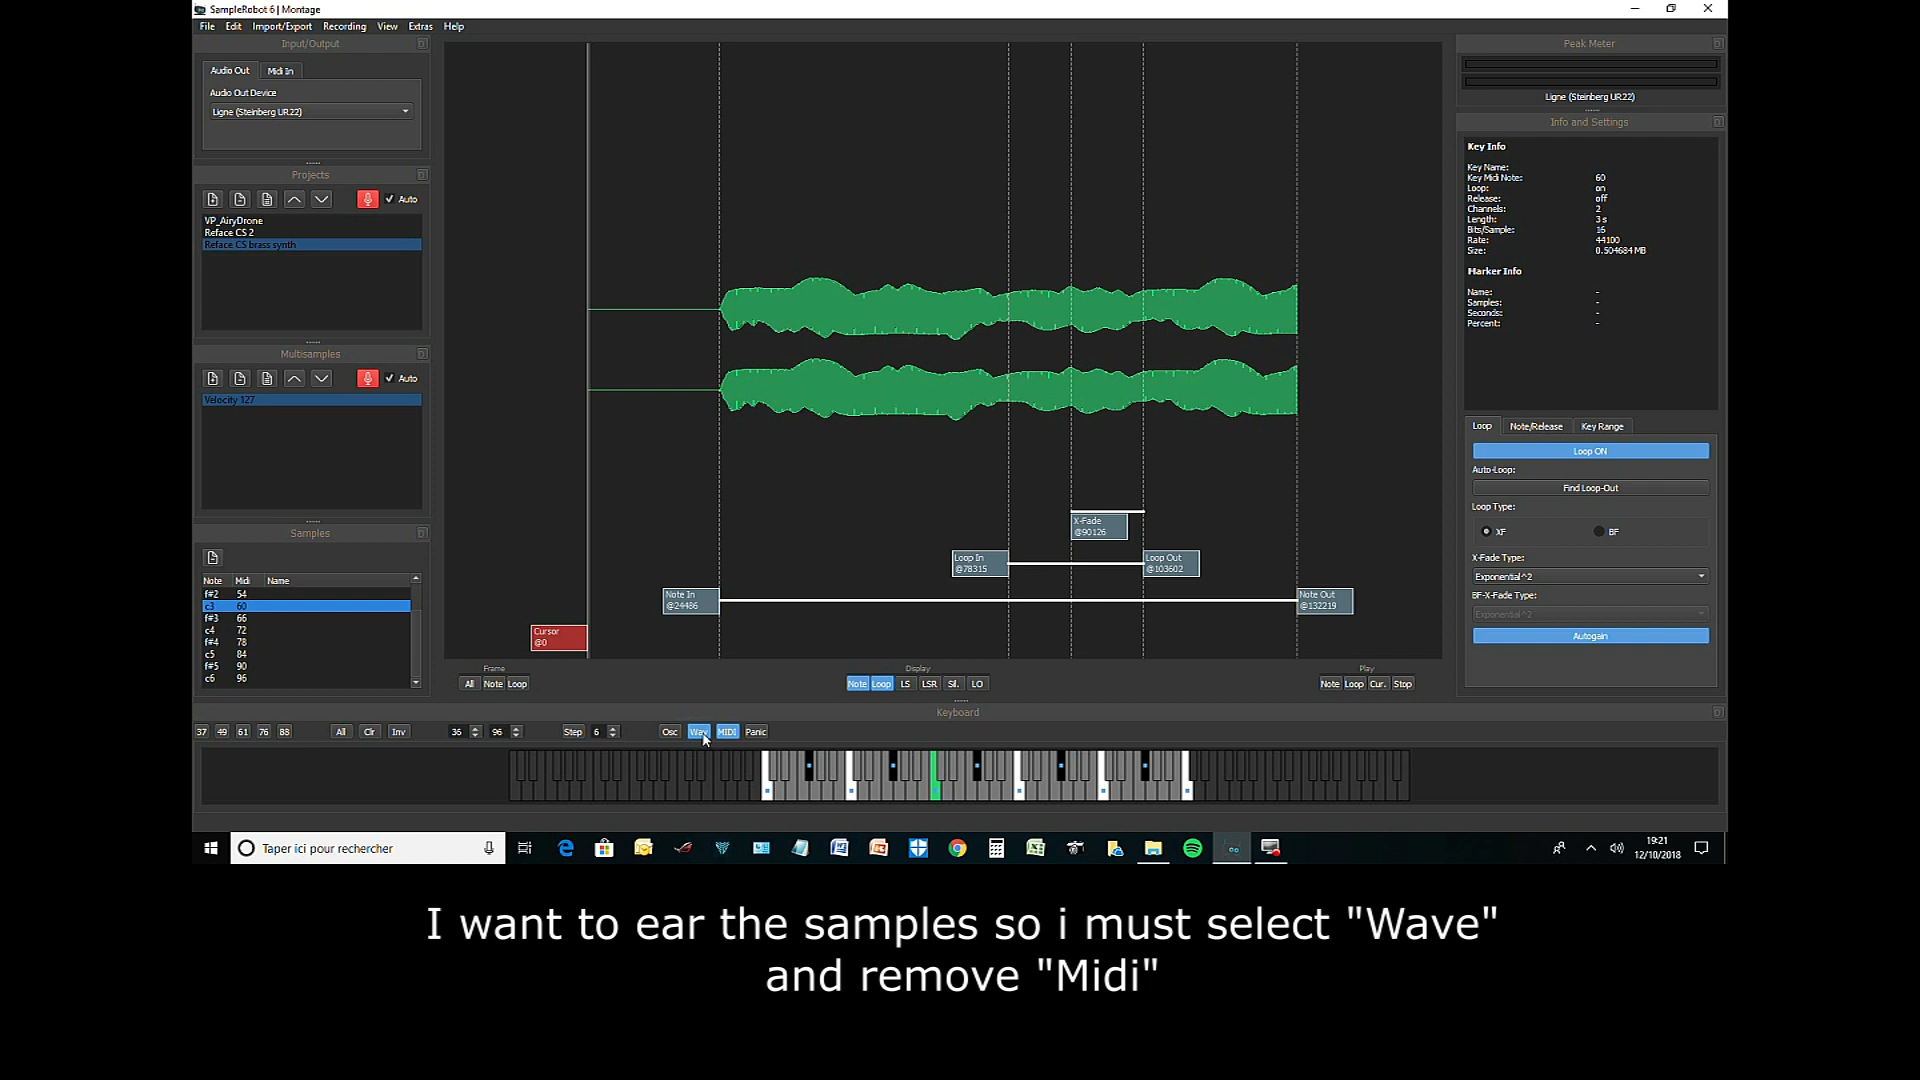 SampleRobot 6 | Montage
File Edit Import/Export Recording View Extras Help
Input/Output
Audio Out Midi In
Audio Out Device
Ligne (Steinberg UR22)
Projects
Auto
VP_AiryDrone
Reface CS 2
Reface CS brass synth
Multisamples
Auto
Velocity 127
Samples
Note Midi Name
f#2 54
c3 60
f#3 66
c4 72
f#4 78
c5 84
f#5 90
c6 96
X-Fade
@90126
Loop In
@78315
Loop Out
@103602
Note In
@24486
Note Out
@132219
Cursor
@0
Frame
All Note Loop
Display
Note Loop LS LSR Sil. LO
Play
Note Loop Cur. Stop
Peak Meter
Ligne (Steinberg UR22)
Info and Settings
Key Info
Key Name:
Key Midi Note: 60
Loop: on
Release: off
Channels: 2
Length: 3 s
Bits/Sample: 16
Rate: 44100
Size: 0.504684 MB
Marker Info
Name: -
Samples: -
Seconds: -
Percent: -
Loop Note/Release Key Range
Loop ON
Auto-Loop:
Find Loop-Out
Loop Type:
XF BF
X-Fade Type:
Exponential^2
BF-X-Fade Type:
Exponential^2
Autogain
Keyboard
37 49 61 76 88 All Clr Inv 36 96 Step 6 Osc Wav MIDI Panic
Taper ici pour rechercher
19:21
12/10/2018
I want to ear the samples so i must select "Wave"
and remove "Midi"